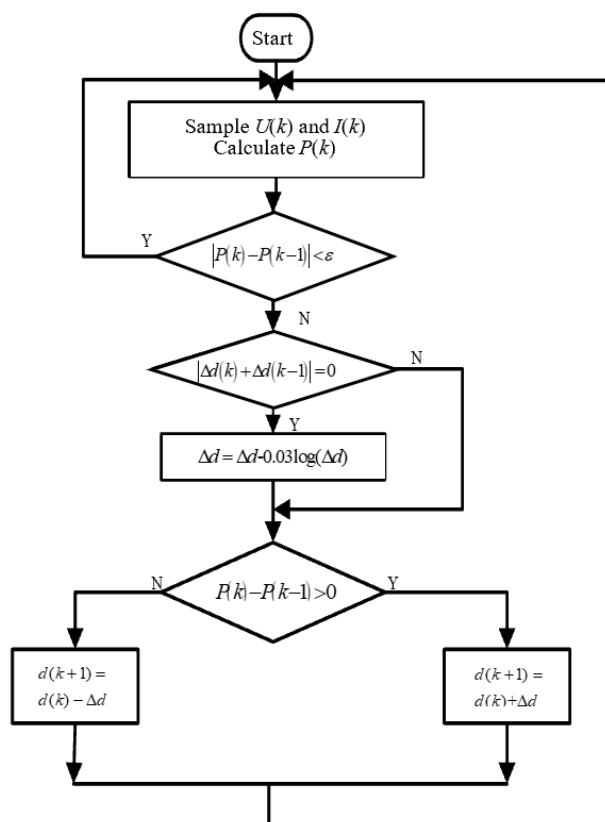 Start
Sample U(k) and I(k)
Calculate P(k)
Y
|P(k)−P(k−1)|<ε
N
|Δd(k)+Δd(k−1)|=0
N
Y
Δd = Δd-0.03log(Δd)
N
P(k)−P(k−1)>0
Y
d(k+1) =
d(k) − Δd
d(k+1) =
d(k)+Δd